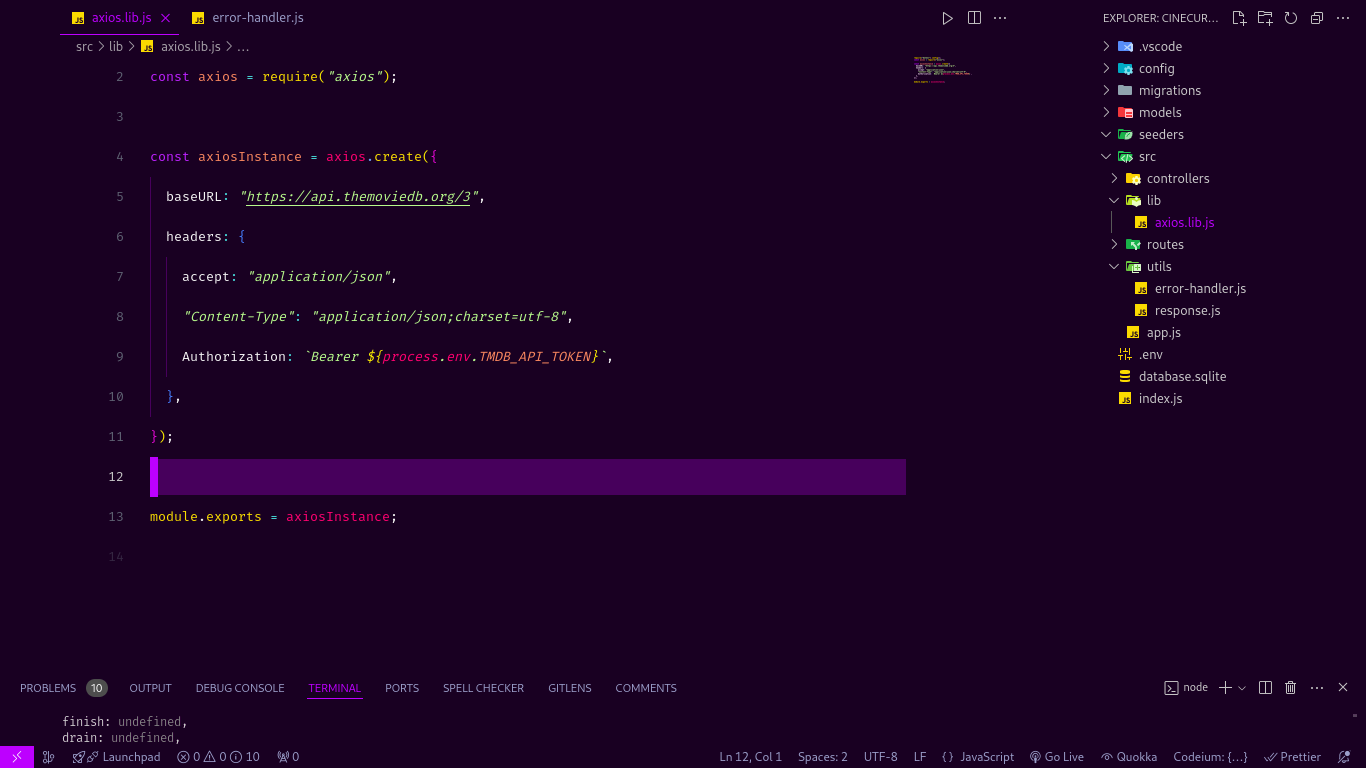 axios.lib.js
error-handler.js
EXPLORER: CINECUR...
src
lib
axios.lib.js
...
2 const axios = require("axios");
3
4 const axiosInstance = axios.create({
5 baseURL: "https://api.themoviedb.org/3",
6 headers: {
7 accept: "application/json",
8 "Content-Type": "application/json;charset=utf-8",
9 Authorization: `Bearer ${process.env.TMDB_API_TOKEN}`,
10 },
11 });
12
13 module.exports = axiosInstance;
14
.vscode
config
migrations
models
seeders
src
controllers
lib
axios.lib.js
routes
utils
error-handler.js
response.js
app.js
.env
database.sqlite
index.js
PROBLEMS 10 OUTPUT DEBUG CONSOLE TERMINAL PORTS SPELL CHECKER GITLENS COMMENTS
node
finish: undefined,
drain: undefined,
Launchpad 0 0 10 0 Ln 12, Col 1 Spaces: 2 UTF-8 LF {} JavaScript Go Live Quokka Codeium: {...} Prettier